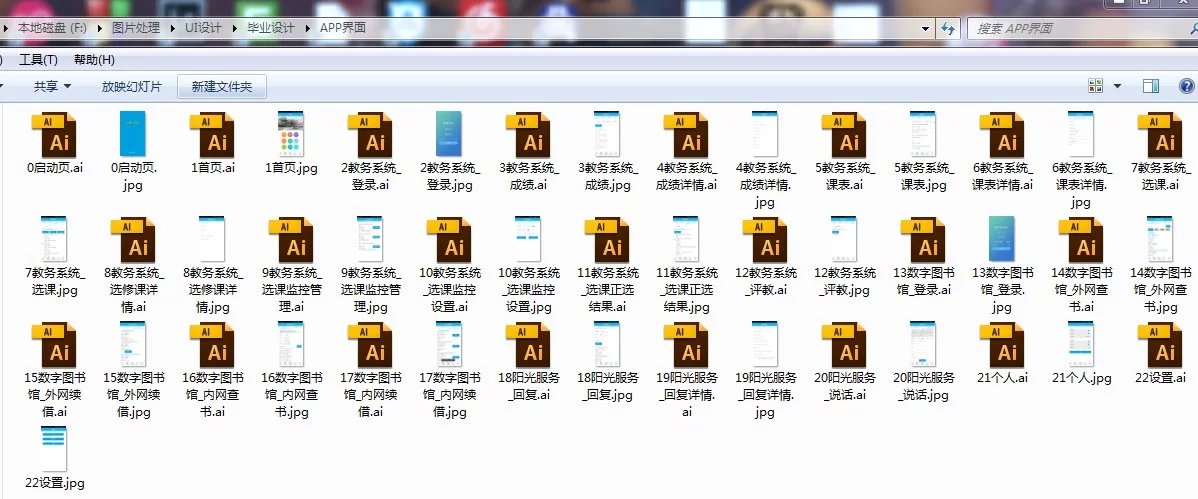 本地磁盘 (F:) 图片处理 UI设计 毕业设计 APP界面 搜索 APP界面
) 工具(T) 帮助(H)
共享 放映幻灯片 新建文件夹
0启动页.ai
0启动页.
jpg
1首页.ai
1首页.jpg
2教务系统_
登录.ai
2教务系统_
登录.jpg
3教务系统_
成绩.ai
3教务系统_
成绩.jpg
4教务系统_
成绩详情.ai
4教务系统_
成绩详情.
jpg
5教务系统_
课表.ai
5教务系统_
课表.jpg
6教务系统_
课表详情.ai
6教务系统_
课表详情.
jpg
7教务系统_
选课.ai
7教务系统_
选课.jpg
8教务系统_
选修课详
情.ai
8教务系统_
选修课详
情.jpg
9教务系统_
选课监控管
理.ai
9教务系统_
选课监控管
理.jpg
10教务系统
_选课监控
设置.ai
10教务系统
_选课监控
设置.jpg
11教务系统
_选课正选
结果.ai
11教务系统
_选课正选
结果.jpg
12教务系统
_评教.ai
12教务系统
_评教.jpg
13数字图书
馆_登录.ai
13数字图书
馆_登录.
jpg
14数字图书
馆_外网查
书.ai
14数字图书
馆_外网查
书.jpg
15数字图书
馆_外网续
借.ai
15数字图书
馆_外网续
借.jpg
16数字图书
馆_内网查
书.ai
16数字图书
馆_内网查
书.jpg
17数字图书
馆_内网续
借.ai
17数字图书
馆_内网续
借.jpg
18阳光服务
_回复.ai
18阳光服务
_回复.jpg
19阳光服务
_回复详情.
ai
19阳光服务
_回复详情.
jpg
20阳光服务
_说话.ai
20阳光服务
_说话.jpg
21个人.ai
21个人.jpg
22设置.ai
22设置.jpg